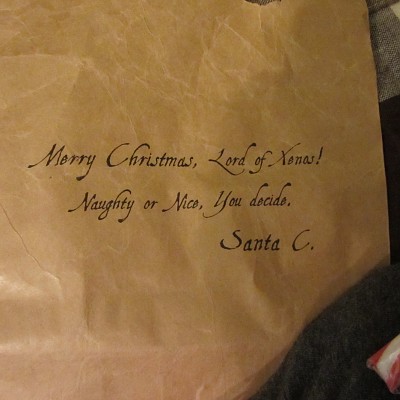 Merry Christmas, Lord of Xenos!
Naughty or Nice, You decide.
Santa C.